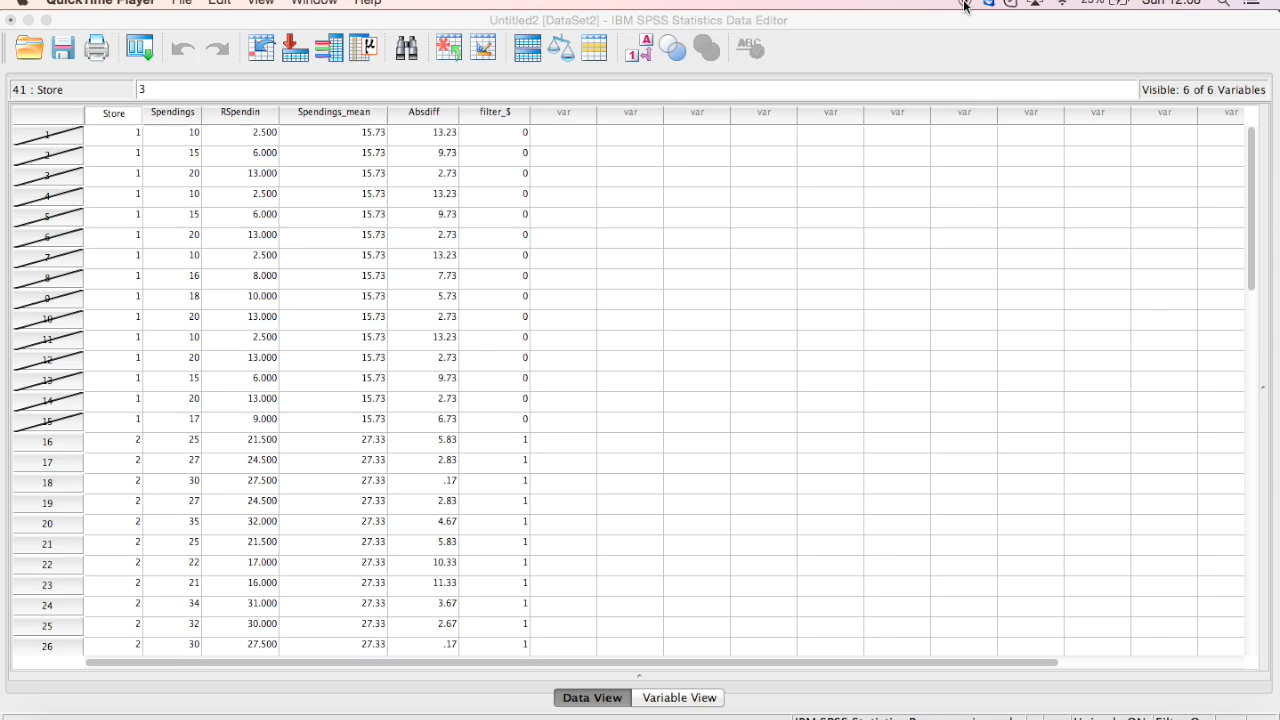 QuickTime Player File Edit View Window Help 25% Sun 12:06
Untitled2 [DataSet2] - IBM SPSS Statistics Data Editor
41 : Store 3 Visible: 6 of 6 Variables
Store Spendings RSpendin Spendings_mean Absdiff filter_$ var var var var var var var var var var var
1 1 10 2.500 15.73 13.23 0
2 1 15 6.000 15.73 9.73 0
3 1 20 13.000 15.73 2.73 0
4 1 10 2.500 15.73 13.23 0
5 1 15 6.000 15.73 9.73 0
6 1 20 13.000 15.73 2.73 0
7 1 10 2.500 15.73 13.23 0
8 1 16 8.000 15.73 7.73 0
9 1 18 10.000 15.73 5.73 0
10 1 20 13.000 15.73 2.73 0
11 1 10 2.500 15.73 13.23 0
12 1 20 13.000 15.73 2.73 0
13 1 15 6.000 15.73 9.73 0
14 1 20 13.000 15.73 2.73 0
15 1 17 9.000 15.73 6.73 0
16 2 25 21.500 27.33 5.83 1
17 2 27 24.500 27.33 2.83 1
18 2 30 27.500 27.33 .17 1
19 2 27 24.500 27.33 2.83 1
20 2 35 32.000 27.33 4.67 1
21 2 25 21.500 27.33 5.83 1
22 2 22 17.000 27.33 10.33 1
23 2 21 16.000 27.33 11.33 1
24 2 34 31.000 27.33 3.67 1
25 2 32 30.000 27.33 2.67 1
26 2 30 27.500 27.33 .17 1
Data View Variable View